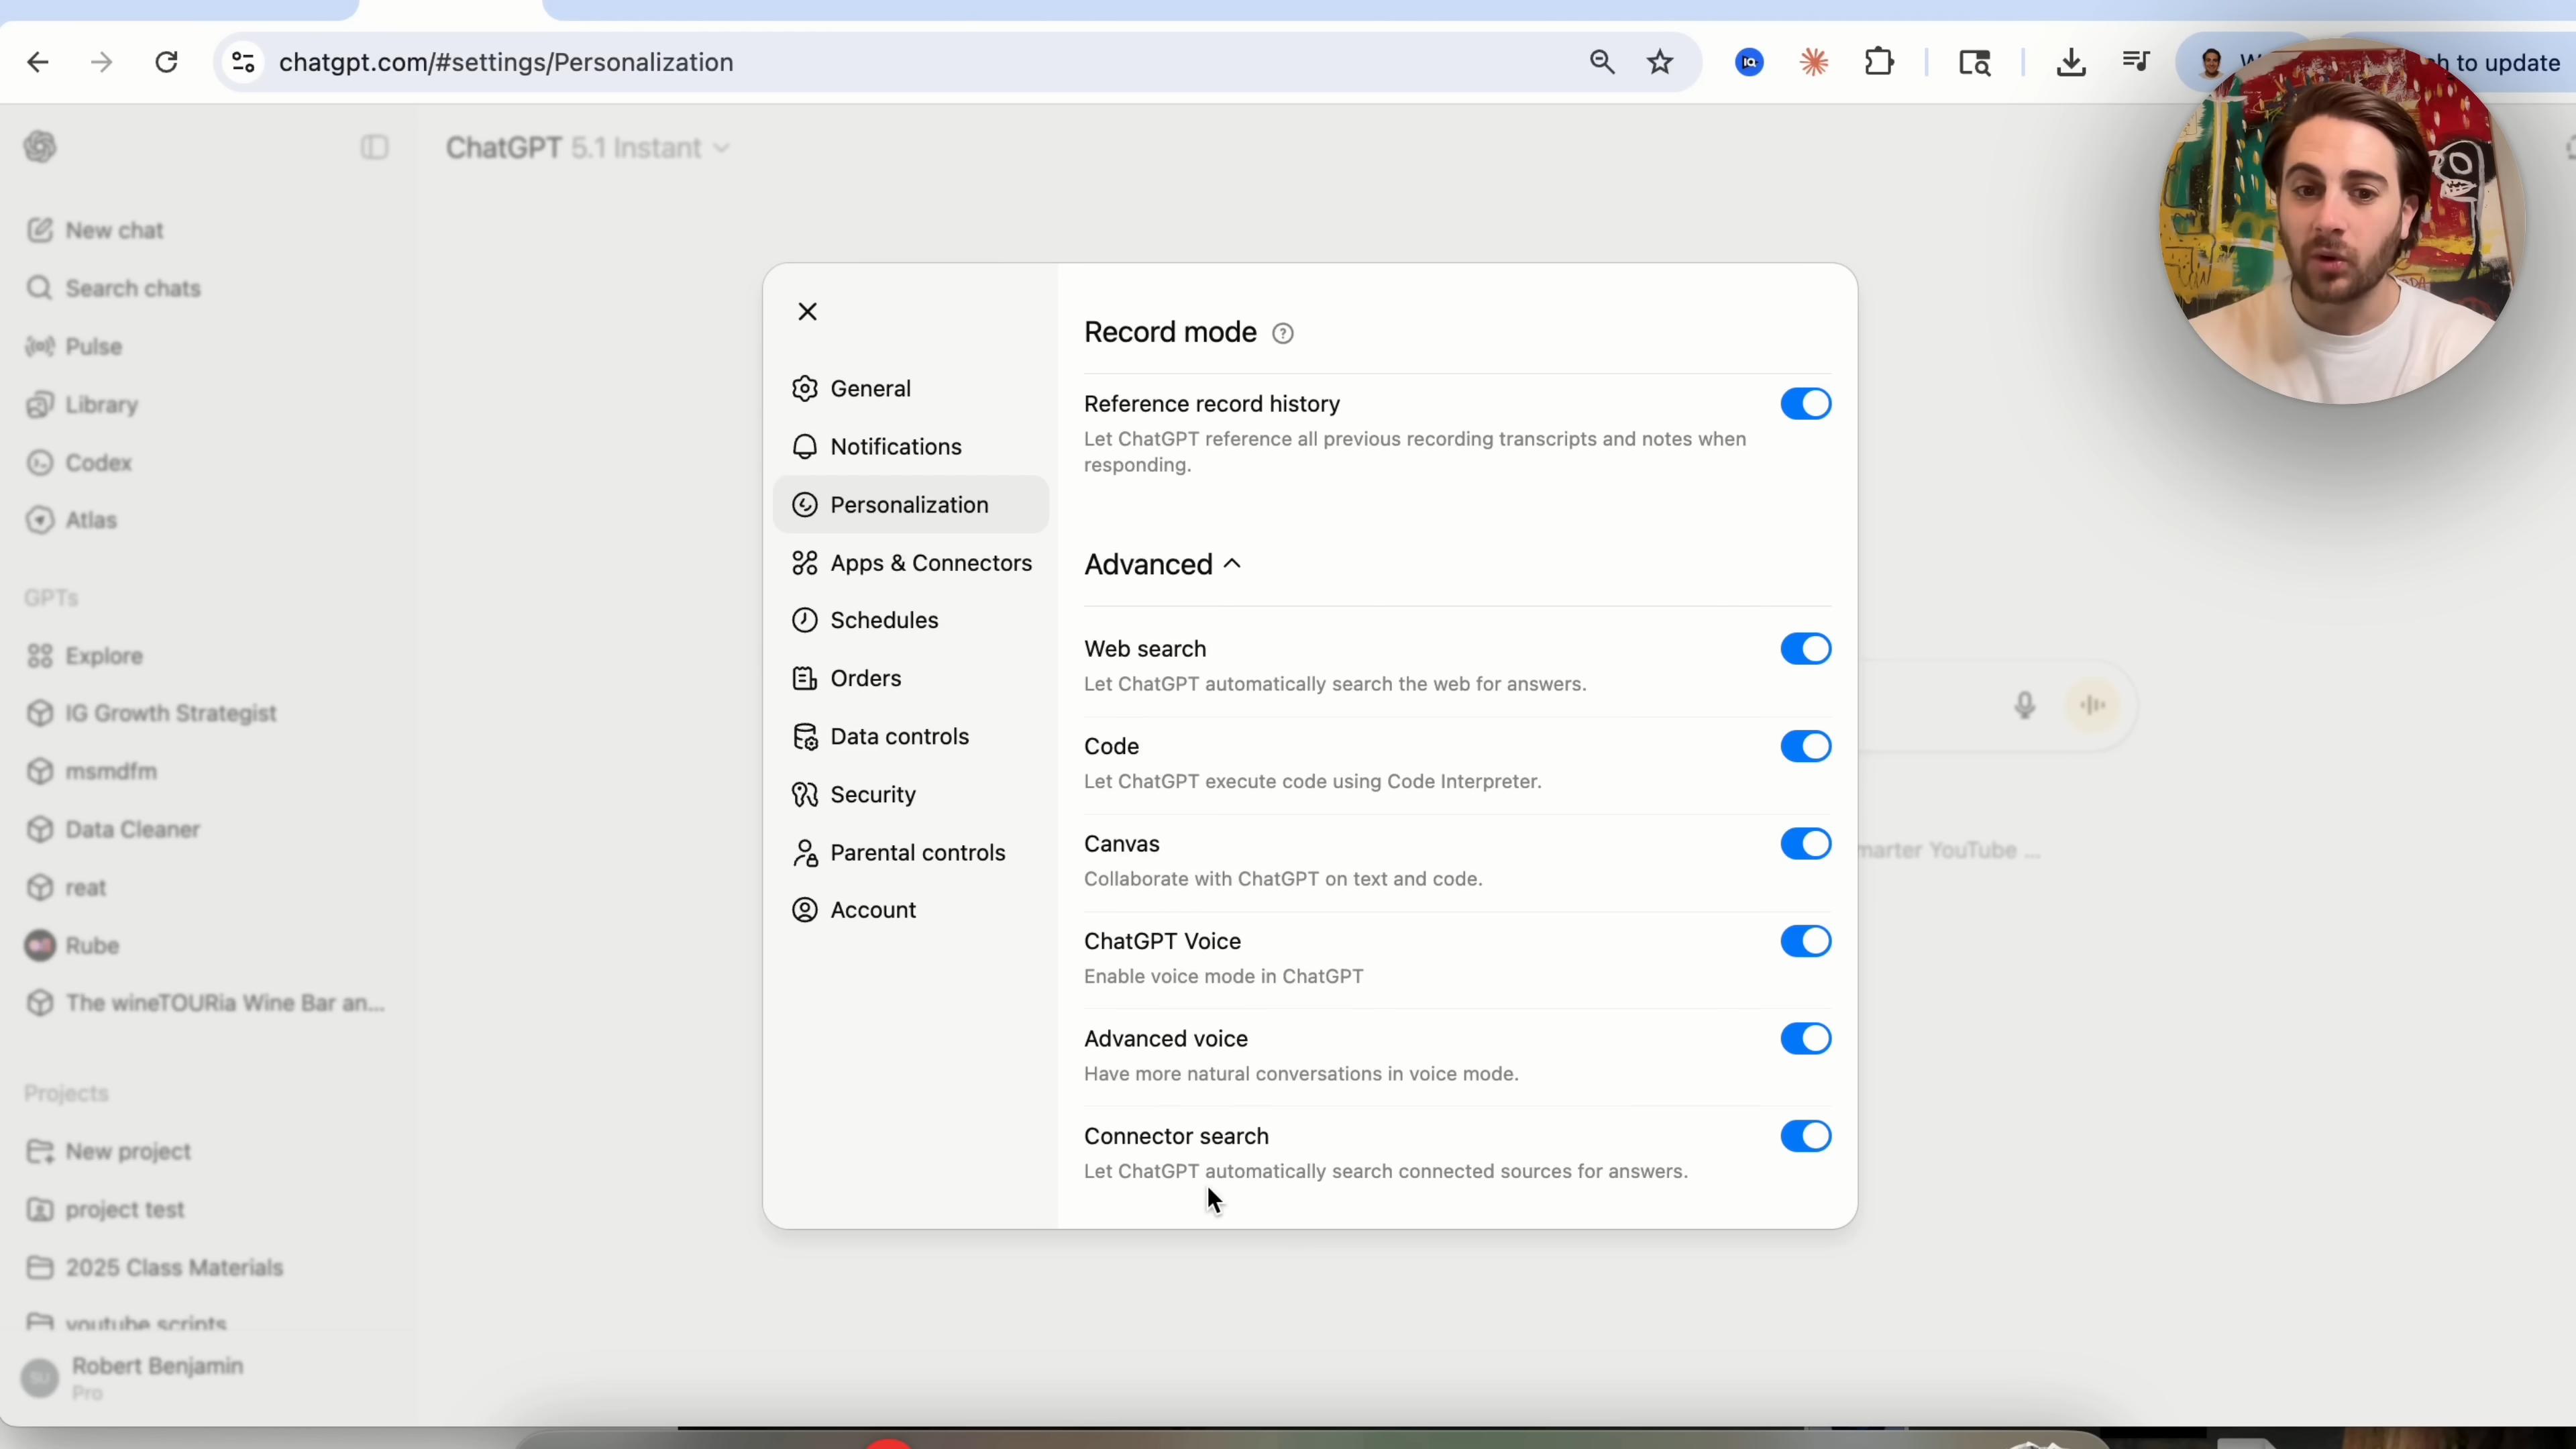 chatgpt.com/#settings/Personalization
h to update
ChatGPT 5.1 Instant
New chat
Search chats
Pulse
Library
Codex
Atlas
GPTs
Explore
IG Growth Strategist
msmdfm
Data Cleaner
reat
Rube
The wineTOURia Wine Bar an...
Projects
New project
project test
2025 Class Materials
youtube scripts
Robert Benjamin
Pro
General
Notifications
Personalization
Apps & Connectors
Schedules
Orders
Data controls
Security
Parental controls
Account
Record mode
Reference record history
Let ChatGPT reference all previous recording transcripts and notes when
responding.
Advanced
Web search
Let ChatGPT automatically search the web for answers.
Code
Let ChatGPT execute code using Code Interpreter.
Canvas
Collaborate with ChatGPT on text and code.
ChatGPT Voice
Enable voice mode in ChatGPT
Advanced voice
Have more natural conversations in voice mode.
Connector search
Let ChatGPT automatically search connected sources for answers.
marter YouTube ...